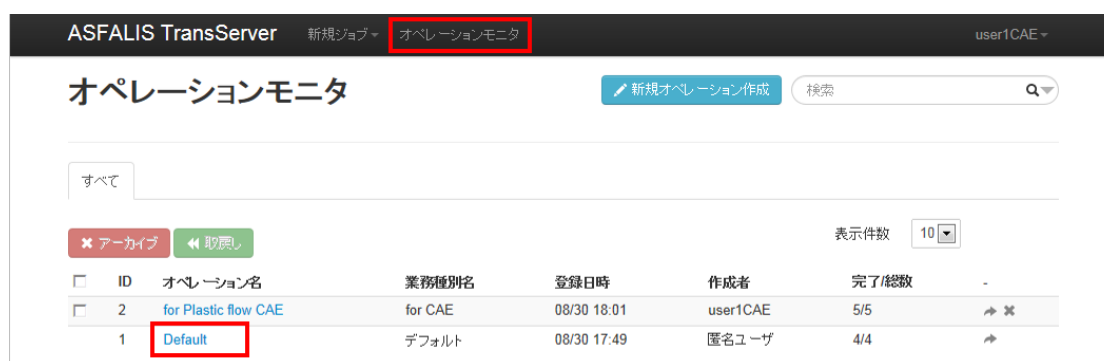 ASFALIS TransServer 新規ジョブ オペレーションモニタ user1CAE
オペレーションモニタ 新規オペレーション作成 検索
すべて
アーカイブ 取戻し 表示件数 10
ID オペレーション名 業務種別名 登録日時 作成者 完了/総数 -
2 for Plastic flow CAE for CAE 08/30 18:01 user1CAE 5/5
1 Default デフォルト 08/30 17:49 匿名ユーザ 4/4